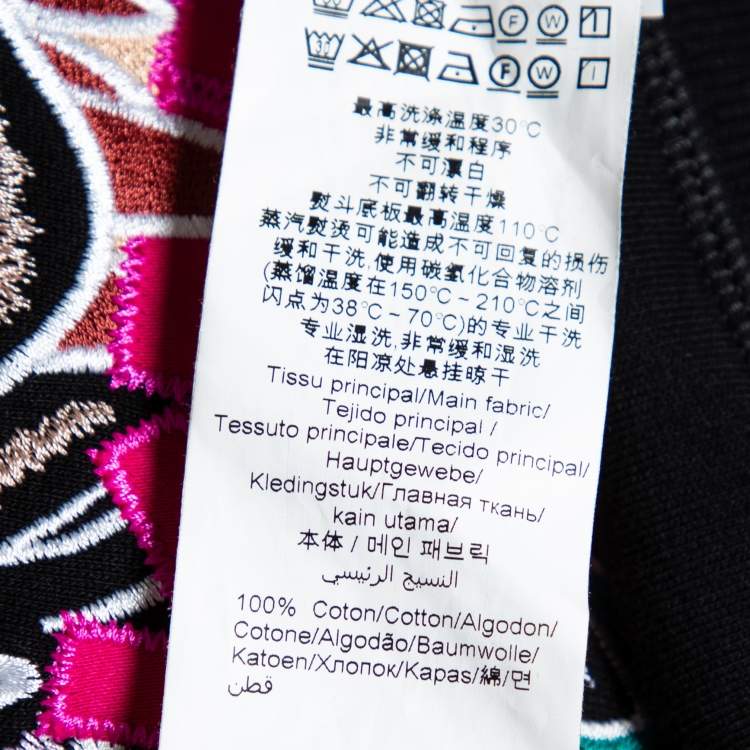 最高洗涤温度30°C
非常缓和程序
不可漂白
不可翻转干燥
熨斗底板最高温度110°C
蒸汽熨烫可能造成不可回复的损伤
缓和干洗,使用碳氢化合物溶剂
(蒸馏温度在150°C ~ 210°C之间
闪点为38°C ~ 70°C)的专业干洗
专业湿洗,非常缓和湿洗
在阳凉处悬挂晾干
Tissu principal/Main fabric/
Tejido principal /
Tessuto principale/Tecido principal/
Hauptgewebe/
Kledingstuk/Главная ткань/
kain utama/
本体 / 메인 패브릭
النسيج الرئيسي
100% Coton/Cotton/Algodon/
Cotone/Algodão/Baumwolle/
Katoen/Хлопок/Kapas/綿/면
قطن